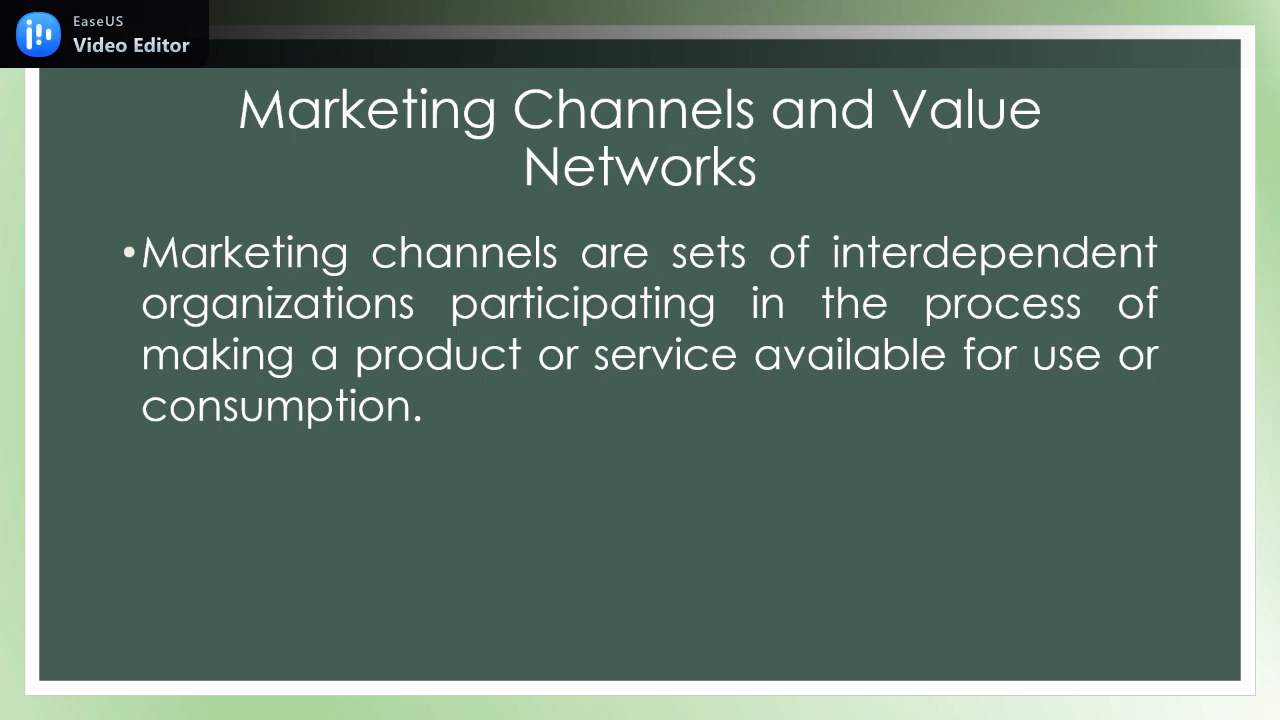 EaseUS
Video Editor
Marketing Channels and Value
Networks
•Marketing channels are sets of interdependent
organizations participating in the process of
making a product or service available for use or
consumption.